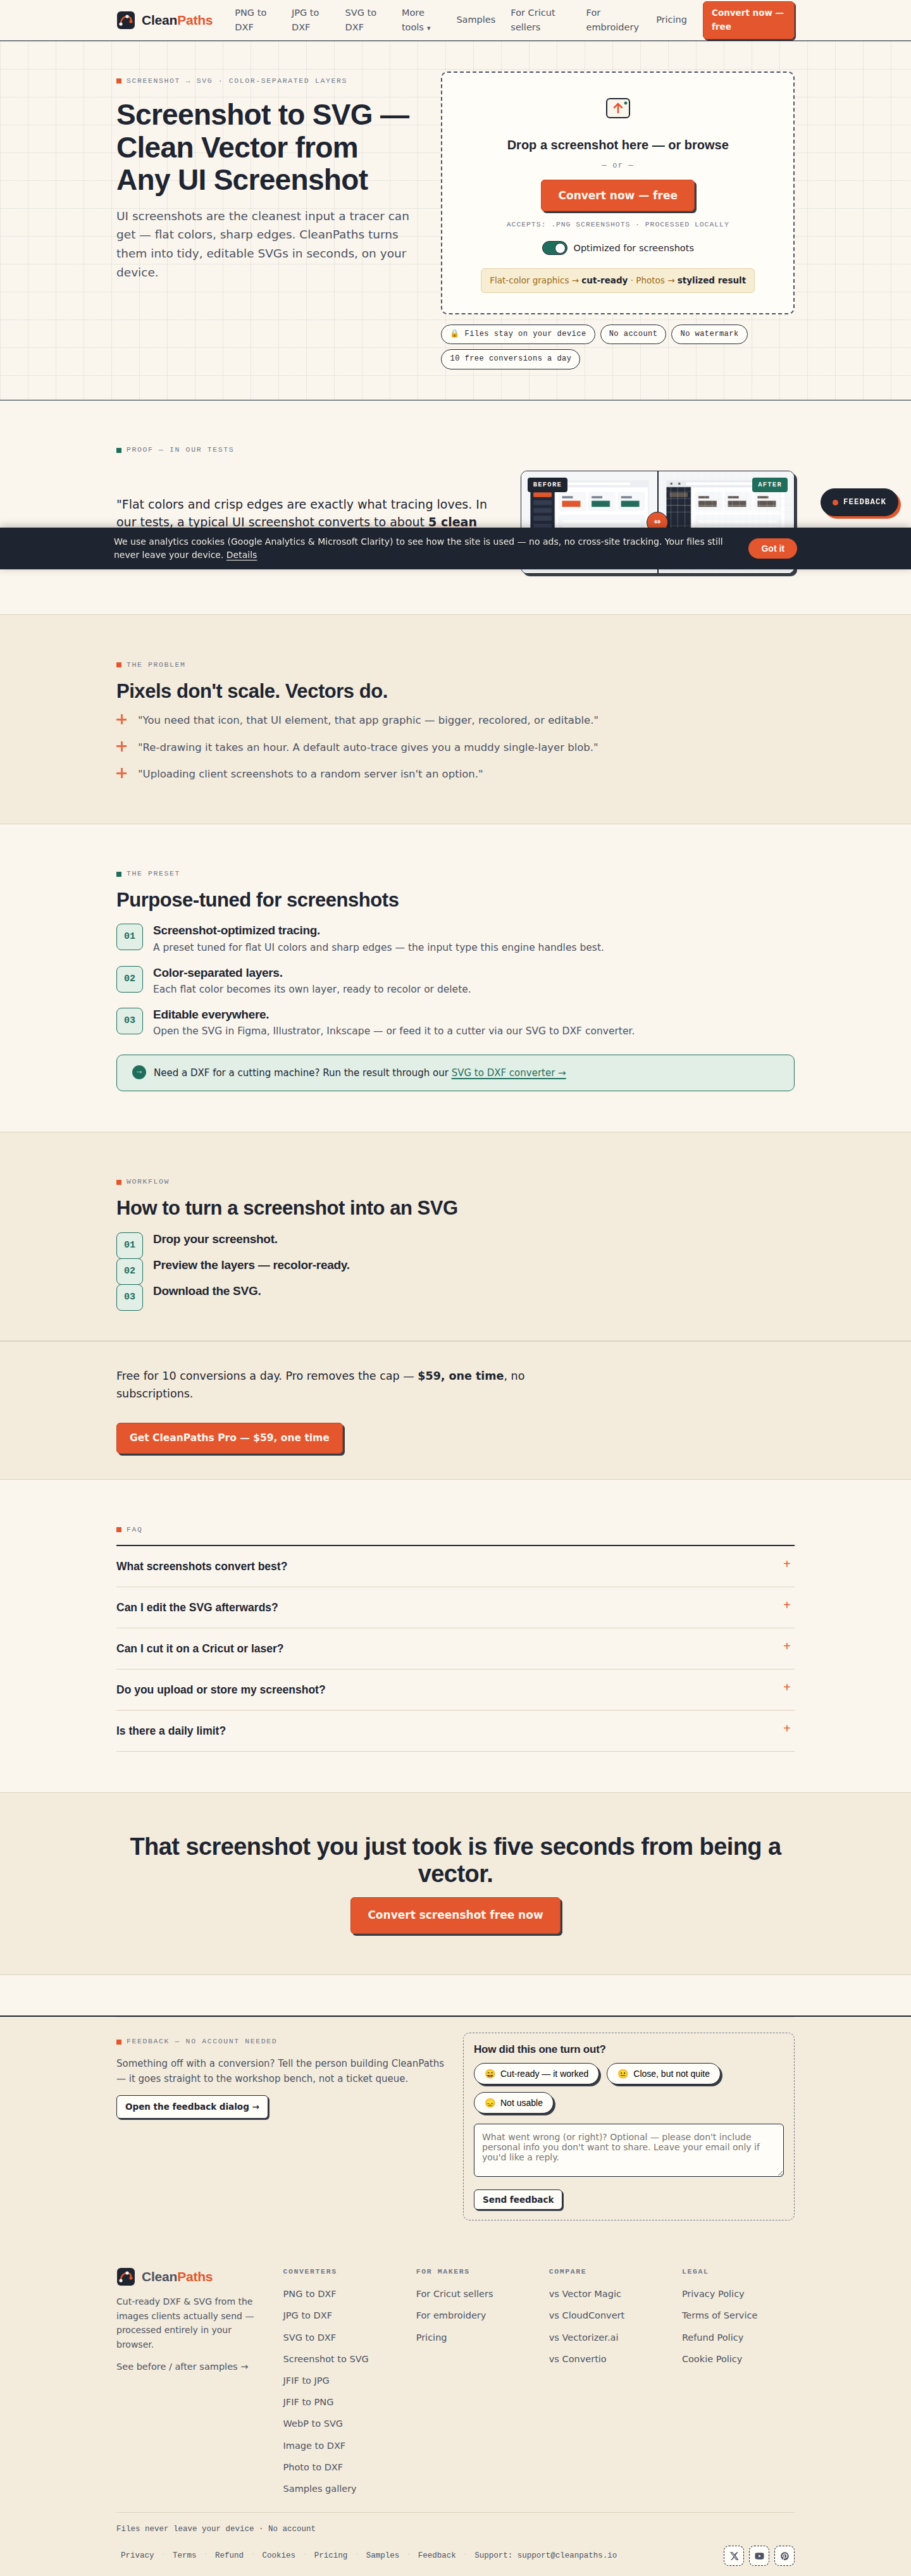 CleanPaths
PNG to DXF
JPG to DXF
SVG to DXF
More tools ▾
Samples
For Cricut sellers
For embroidery
Pricing
Convert now — free
SCREENSHOT → SVG · COLOR-SEPARATED LAYERS
Screenshot to SVG —
Clean Vector from
Any UI Screenshot
UI screenshots are the cleanest input a tracer can
get — flat colors, sharp edges. CleanPaths turns
them into tidy, editable SVGs in seconds, on your
device.
Drop a screenshot here — or browse
— or —
Convert now — free
ACCEPTS: .PNG SCREENSHOTS · PROCESSED LOCALLY
Optimized for screenshots
Flat-color graphics → cut-ready · Photos → stylized result
🔒 Files stay on your device
No account
No watermark
10 free conversions a day
PROOF — IN OUR TESTS
"Flat colors and crisp edges are exactly what tracing loves. In
our tests, a typical UI screenshot converts to about 5 clean
BEFORE
AFTER
FEEDBACK
We use analytics cookies (Google Analytics & Microsoft Clarity) to see how the site is used — no ads, no cross-site tracking. Your files still
never leave your device. Details
Got it
THE PROBLEM
Pixels don't scale. Vectors do.
"You need that icon, that UI element, that app graphic — bigger, recolored, or editable."
"Re-drawing it takes an hour. A default auto-trace gives you a muddy single-layer blob."
"Uploading client screenshots to a random server isn't an option."
THE PRESET
Purpose-tuned for screenshots
01
Screenshot-optimized tracing.
A preset tuned for flat UI colors and sharp edges — the input type this engine handles best.
02
Color-separated layers.
Each flat color becomes its own layer, ready to recolor or delete.
03
Editable everywhere.
Open the SVG in Figma, Illustrator, Inkscape — or feed it to a cutter via our SVG to DXF converter.
→ Need a DXF for a cutting machine? Run the result through our SVG to DXF converter →
WORKFLOW
How to turn a screenshot into an SVG
01 Drop your screenshot.
02 Preview the layers — recolor-ready.
03 Download the SVG.
Free for 10 conversions a day. Pro removes the cap — $59, one time, no
subscriptions.
Get CleanPaths Pro — $59, one time
FAQ
What screenshots convert best? +
Can I edit the SVG afterwards? +
Can I cut it on a Cricut or laser? +
Do you upload or store my screenshot? +
Is there a daily limit? +
That screenshot you just took is five seconds from being a
vector.
Convert screenshot free now
FEEDBACK — NO ACCOUNT NEEDED
Something off with a conversion? Tell the person building CleanPaths
— it goes straight to the workshop bench, not a ticket queue.
Open the feedback dialog →
How did this one turn out?
😄 Cut-ready — it worked
😐 Close, but not quite
😞 Not usable
What went wrong (or right)? Optional — please don't include
personal info you don't want to share. Leave your email only if
you'd like a reply.
Send feedback
CleanPaths
Cut-ready DXF & SVG from the
images clients actually send —
processed entirely in your
browser.
See before / after samples →
CONVERTERS
PNG to DXF
JPG to DXF
SVG to DXF
Screenshot to SVG
JFIF to JPG
JFIF to PNG
WebP to SVG
Image to DXF
Photo to DXF
Samples gallery
FOR MAKERS
For Cricut sellers
For embroidery
Pricing
COMPARE
vs Vector Magic
vs CloudConvert
vs Vectorizer.ai
vs Convertio
LEGAL
Privacy Policy
Terms of Service
Refund Policy
Cookie Policy
Files never leave your device · No account
Privacy Terms Refund Cookies Pricing Samples Feedback Support: support@cleanpaths.io